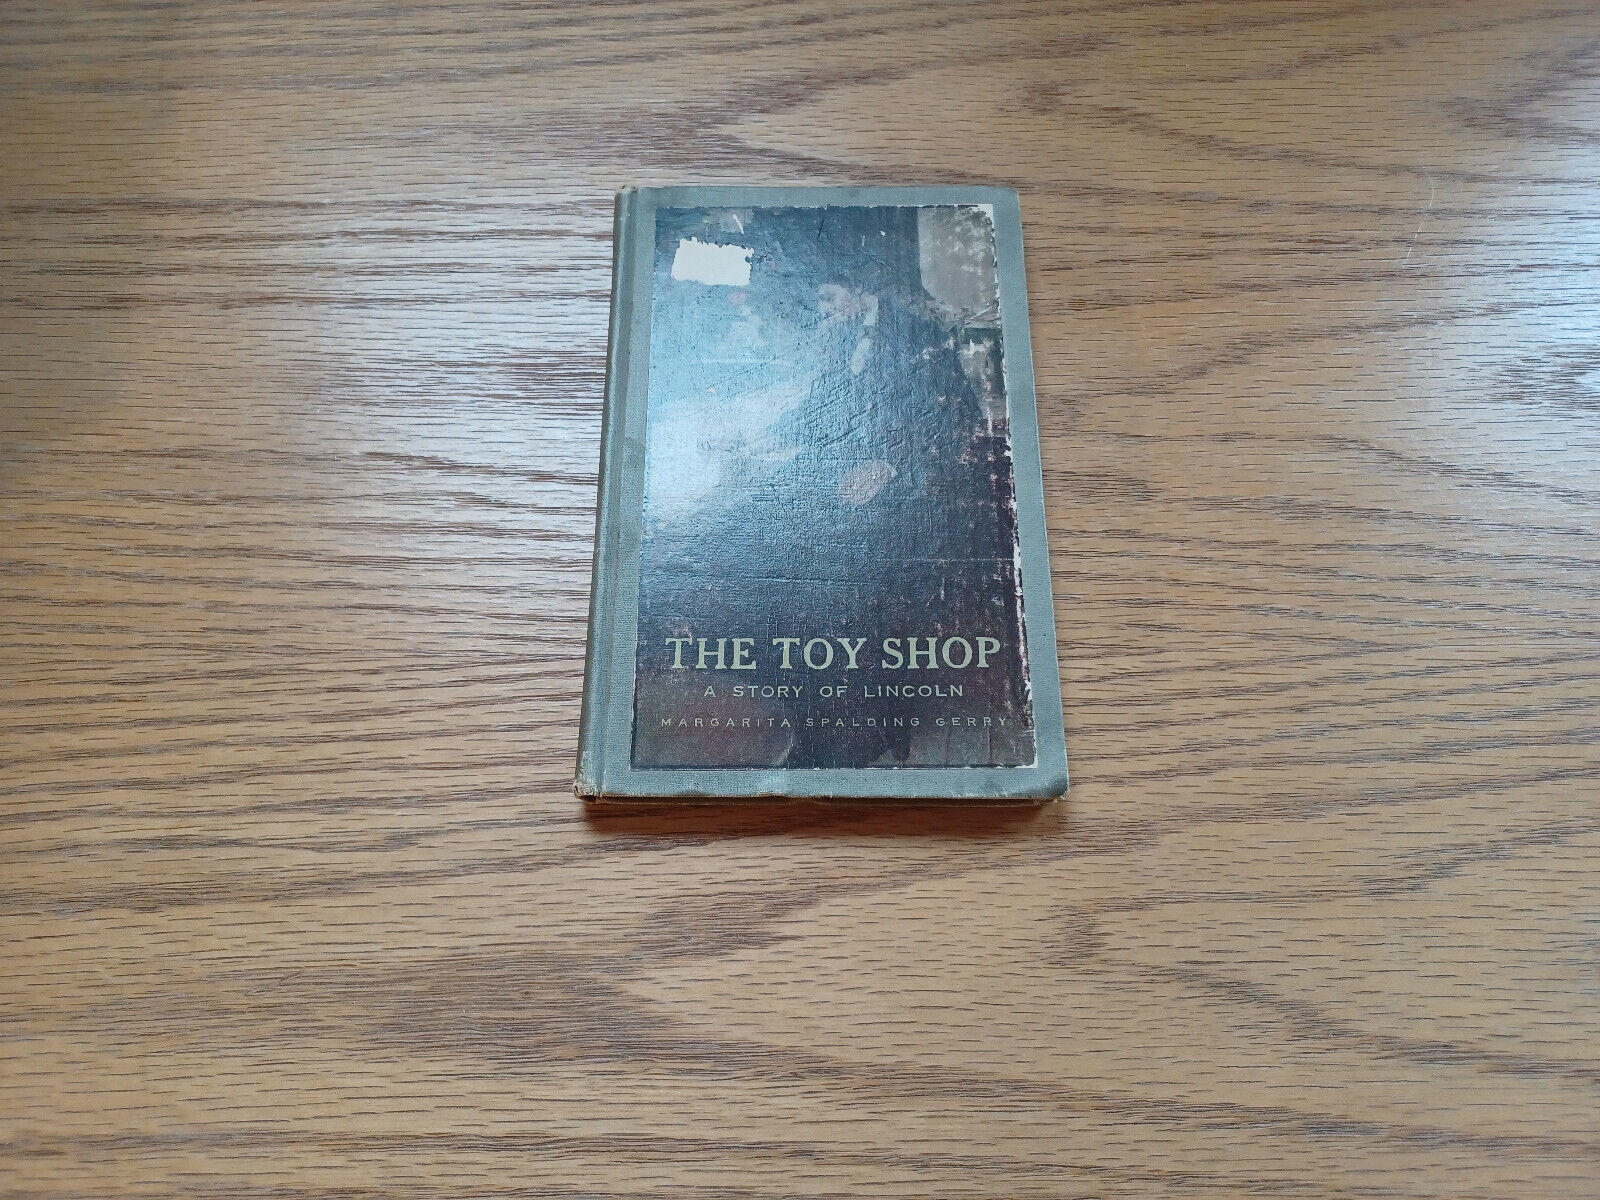 THE TOY SHOP
A STORY OF LINCOLN
MARGARITA SPALDING GERRY